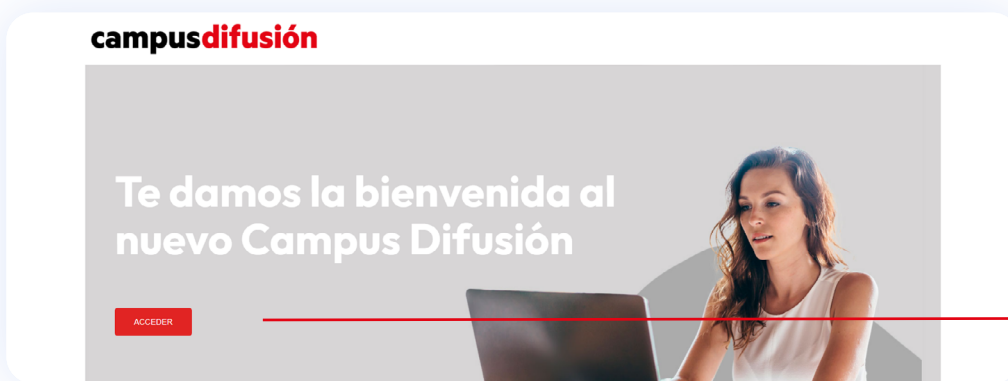 campusdifusión
Te damos la bienvenida al
nuevo Campus Difusión
ACCEDER